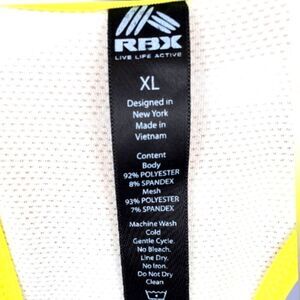 RBX
LIVE LIFE ACTIVE
XL
Designed in
New York
Made in
Vietnam
Content
Body
92% POLYESTER
8% SPANDEX
Mesh
93% POLYESTER
7% SPANDEX
Machine Wash
Cold
Gentle Cycle.
No Bleach.
Line Dry.
No Iron.
Do Not Dry
Clean